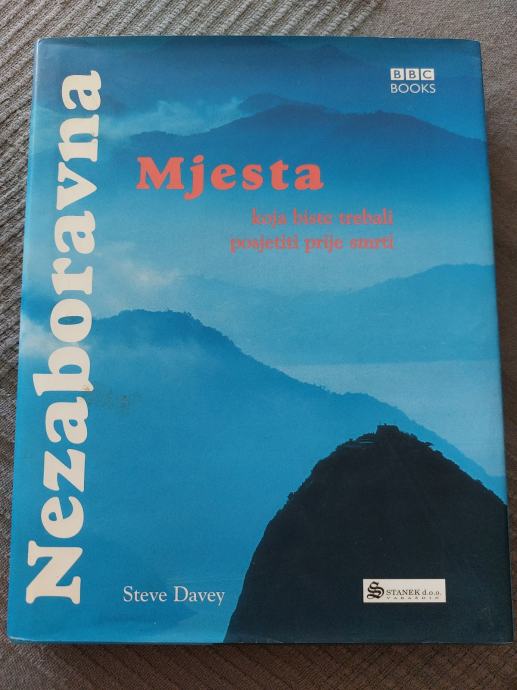 BBC
BOOKS
Nezaboravna
Mjesta
koja biste trebali
posjetiti prije smrti
Steve Davey
S STANEK d.o.o.
VARAŽDIN